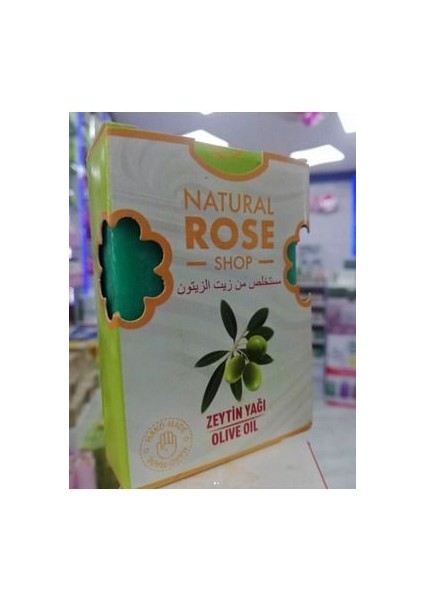 NATURAL
ROSE
SHOP
مستخلص من زيت الزيتون
ZEYTİN YAĞI
OLIVE OIL
HAND MADE